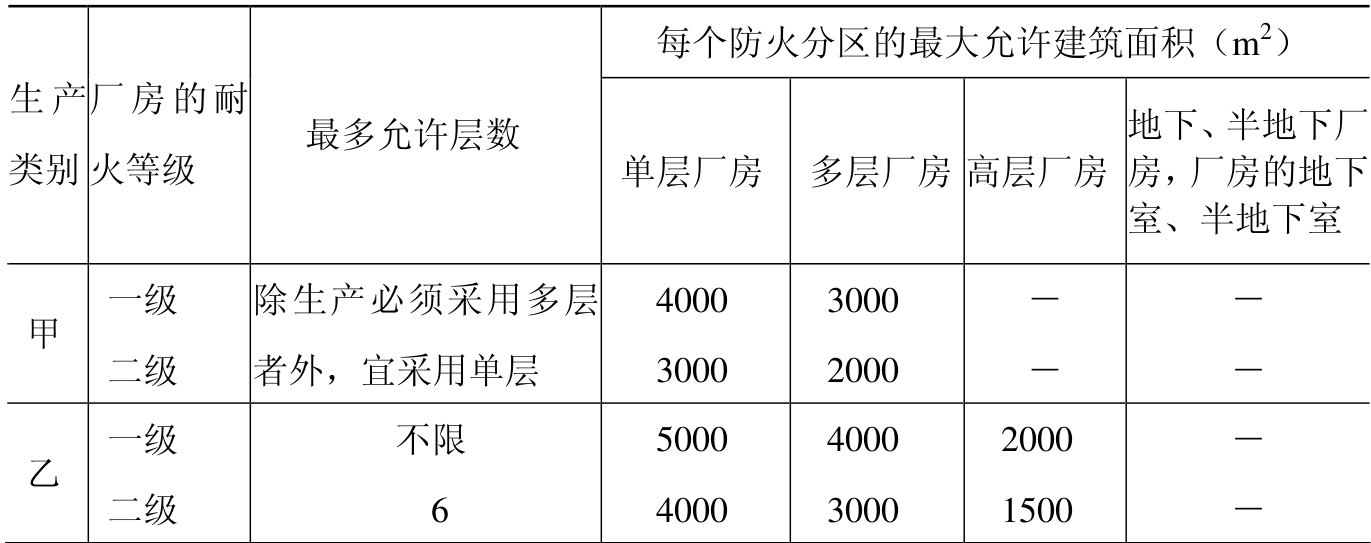 每个防火分区的最大允许建筑面积（m²）
生产类别
厂房的耐火等级
最多允许层数
单层厂房
多层厂房
高层厂房
地下、半地下厂房，厂房的地下室、半地下室
甲
一级
除生产必须采用多层
4000
3000
－
－
二级
者外，宜采用单层
3000
2000
－
－
乙
一级
不限
5000
4000
2000
－
二级
6
4000
3000
1500
－